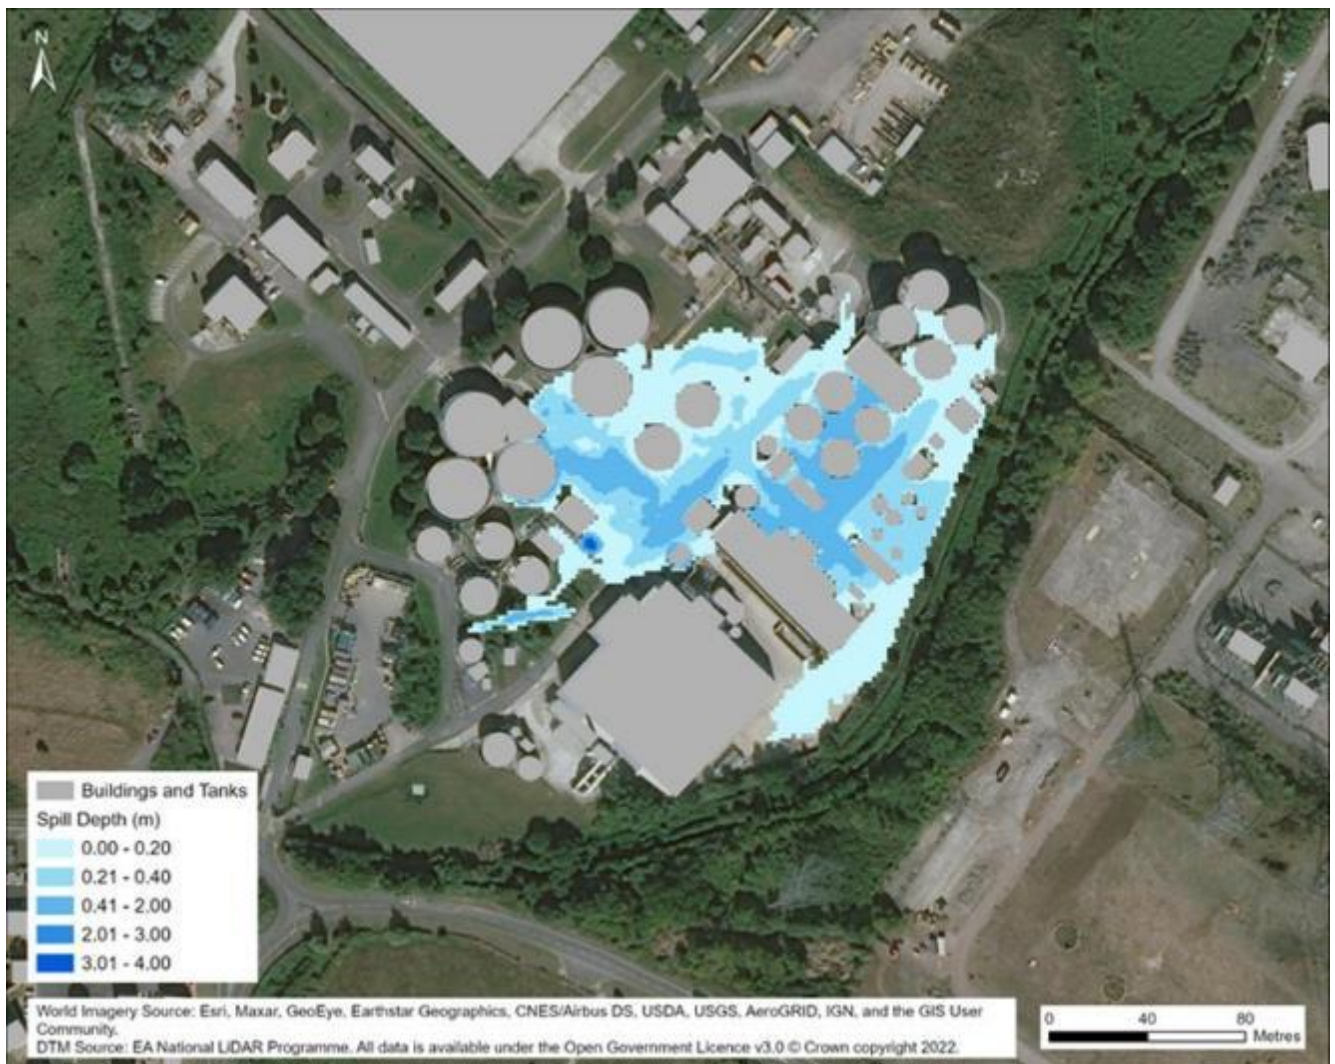 N
Buildings and Tanks
Spill Depth (m)
0.00 - 0.20
0.21 - 0.40
0.41 - 2.00
2.01 - 3.00
3.01 - 4.00
World Imagery Source: Esri, Maxar, GeoEye, Earthstar Geographics, CNES/Airbus DS, USDA, USGS, AeroGRID, IGN, and the GIS User
Community.
DTM Source: EA National LiDAR Programme. All data is available under the Open Government Licence v3.0 © Crown copyright 2022.
0 40 80
Metres